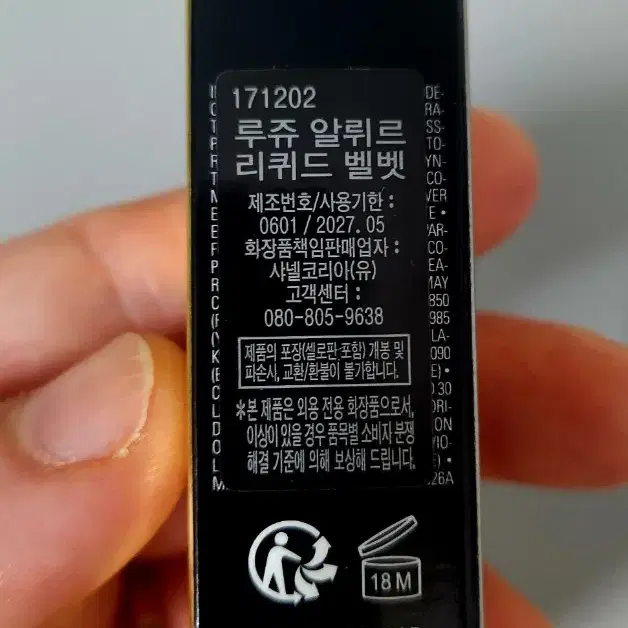 171202
루쥬 알뤼르
리퀴드 벨벳
제조번호/사용기한 :
0601 / 2027. 05
화장품책임판매업자 :
샤넬코리아(유)
고객센터 :
080-805-9638
제품의 포장(셀로판 포함) 개봉 및
파손시, 교환/환불이 불가합니다.
*본 제품은 외용 전용 화장품으로서,
이상이 있을 경우 품목별 소비자 분쟁
해결 기준에 의해 보상해 드립니다.
18 M